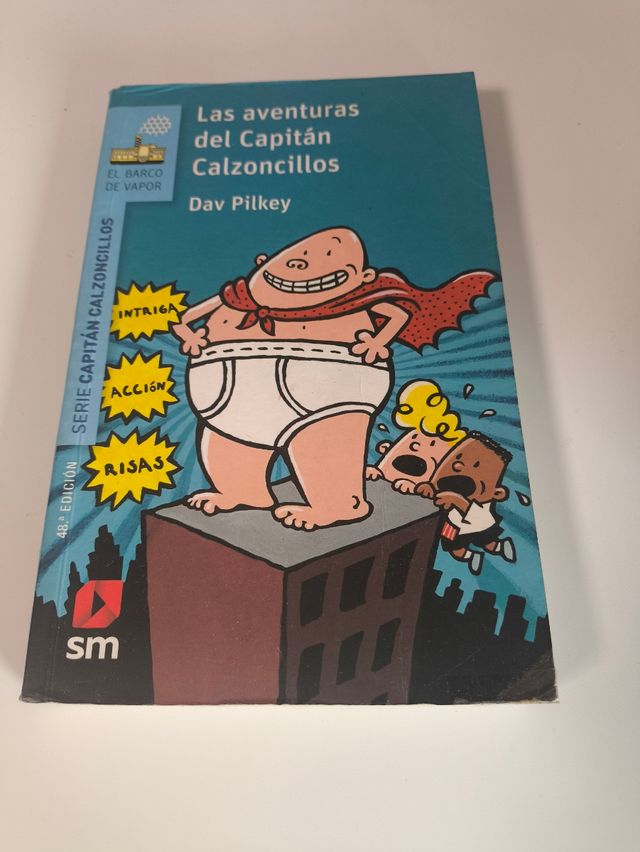 Las aventuras
del Capitán
Calzoncillos
Dav Pilkey
EL BARCO
DE VAPOR
SERIE CAPITÁN CALZONCILLOS
48.ª EDICIÓN
INTRIGA
ACCIÓN
RISAS
sm